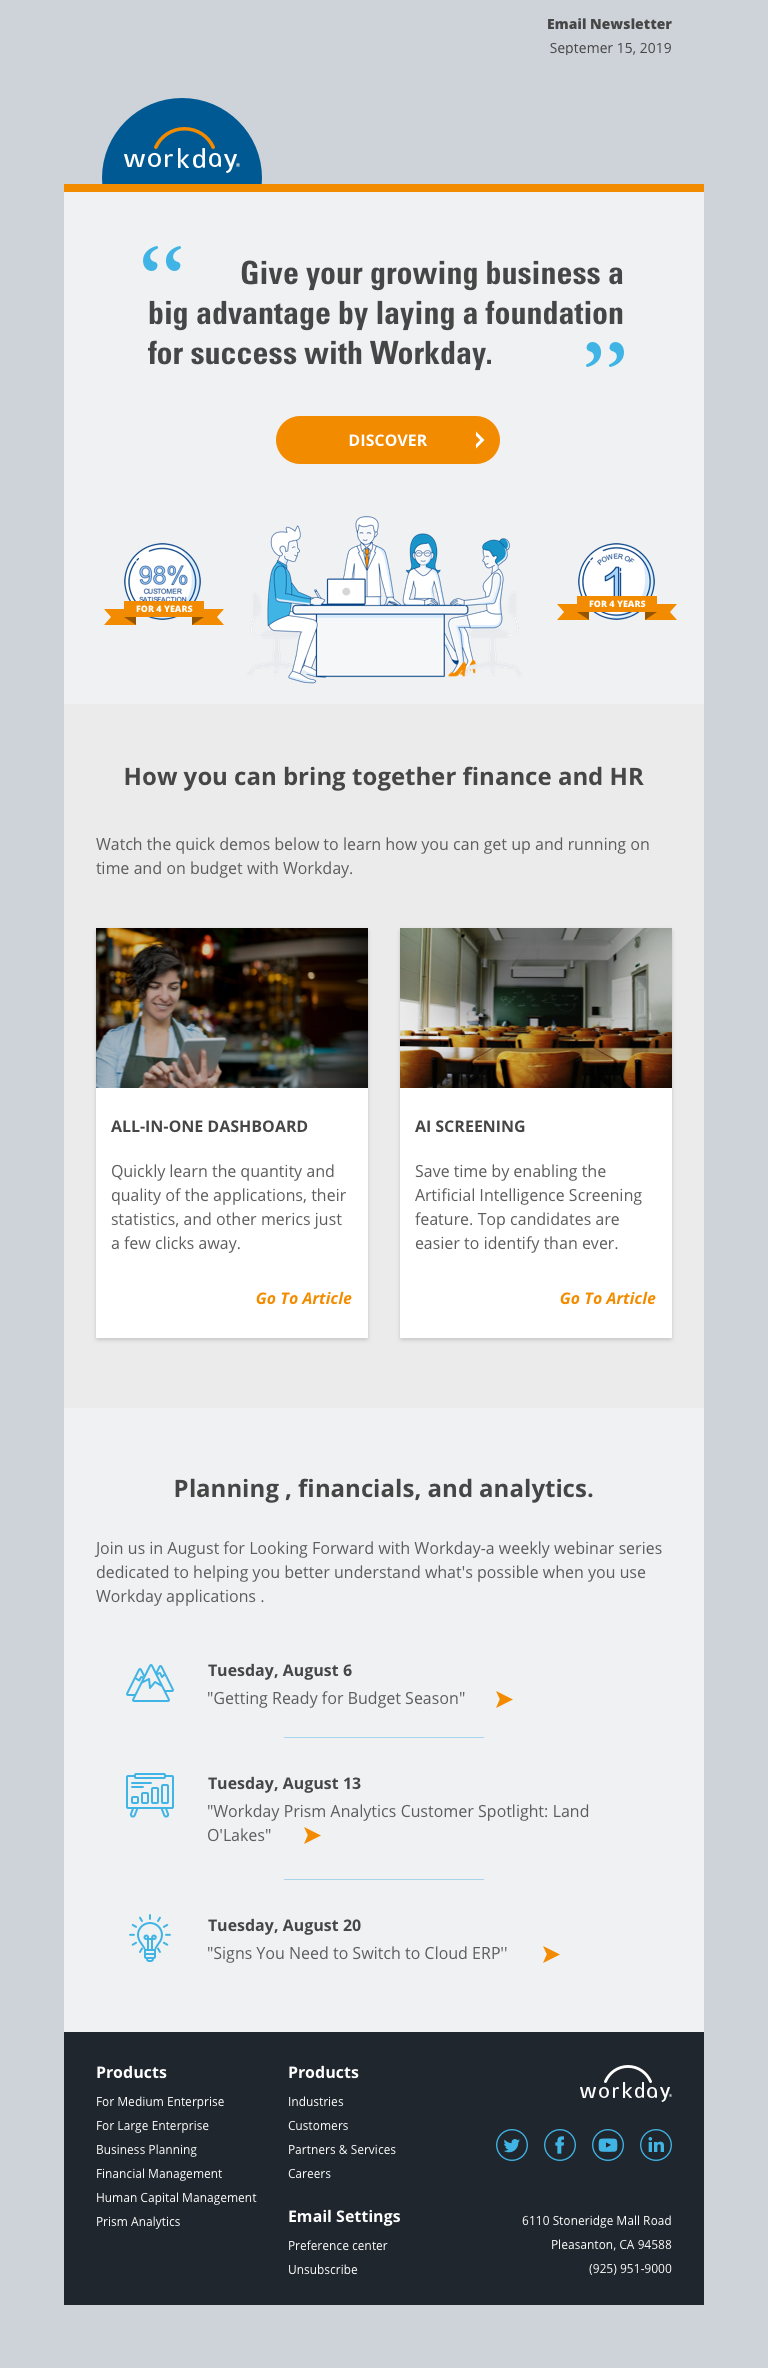 Email Newsletter
Septemer 15, 2019
workday
“
Give your growing business a
big advantage by laying a foundation
for success with Workday.
”
DISCOVER
98%
CUSTOMER
SATISFACTION
FOR 4 YEARS
POWER OF
1
FOR 4 YEARS
How you can bring together finance and HR
Watch the quick demos below to learn how you can get up and running on
time and on budget with Workday.
ALL-IN-ONE DASHBOARD
Quickly learn the quantity and
quality of the applications, their
statistics, and other merics just
a few clicks away.
Go To Article
AI SCREENING
Save time by enabling the
Artificial Intelligence Screening
feature. Top candidates are
easier to identify than ever.
Go To Article
Planning , financials, and analytics.
Join us in August for Looking Forward with Workday-a weekly webinar series
dedicated to helping you better understand what's possible when you use
Workday applications .
Tuesday, August 6
"Getting Ready for Budget Season"
Tuesday, August 13
"Workday Prism Analytics Customer Spotlight: Land
O'Lakes"
Tuesday, August 20
"Signs You Need to Switch to Cloud ERP''
Products
For Medium Enterprise
For Large Enterprise
Business Planning
Financial Management
Human Capital Management
Prism Analytics
Products
Industries
Customers
Partners & Services
Careers
Email Settings
Preference center
Unsubscribe
workday
6110 Stoneridge Mall Road
Pleasanton, CA 94588
(925) 951-9000